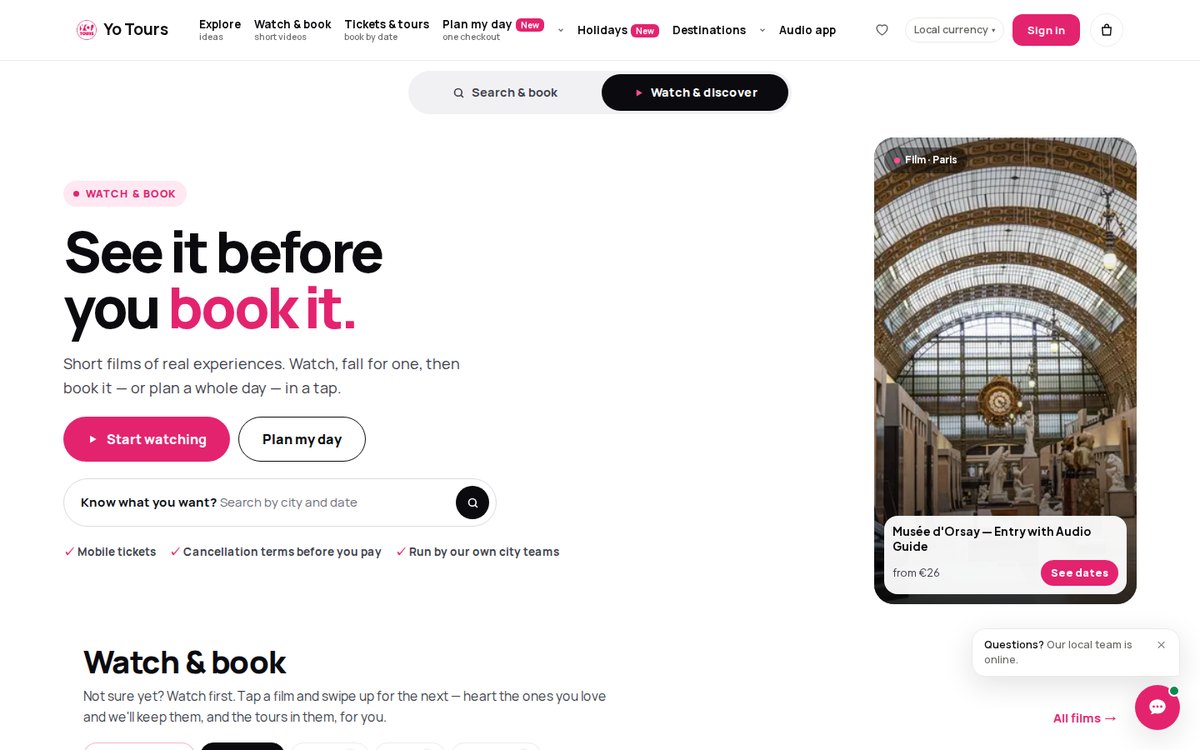 YO!
TOURS
Yo Tours
Explore
ideas
Watch & book
short videos
Tickets & tours
book by date
Plan my day New
one checkout
Holidays New
Destinations
Audio app
Local currency ▾
Sign in
Search & book
Watch & discover
WATCH & BOOK
See it before
you book it.
Short films of real experiences. Watch, fall for one, then
book it — or plan a whole day — in a tap.
Start watching
Plan my day
Know what you want? Search by city and date
✓ Mobile tickets ✓ Cancellation terms before you pay ✓ Run by our own city teams
Film · Paris
Musée d'Orsay — Entry with Audio
Guide
from €26
See dates
Watch & book
Not sure yet? Watch first. Tap a film and swipe up for the next — heart the ones you love
and we'll keep them, and the tours in them, for you.
All films →
Questions? Our local team is
online.